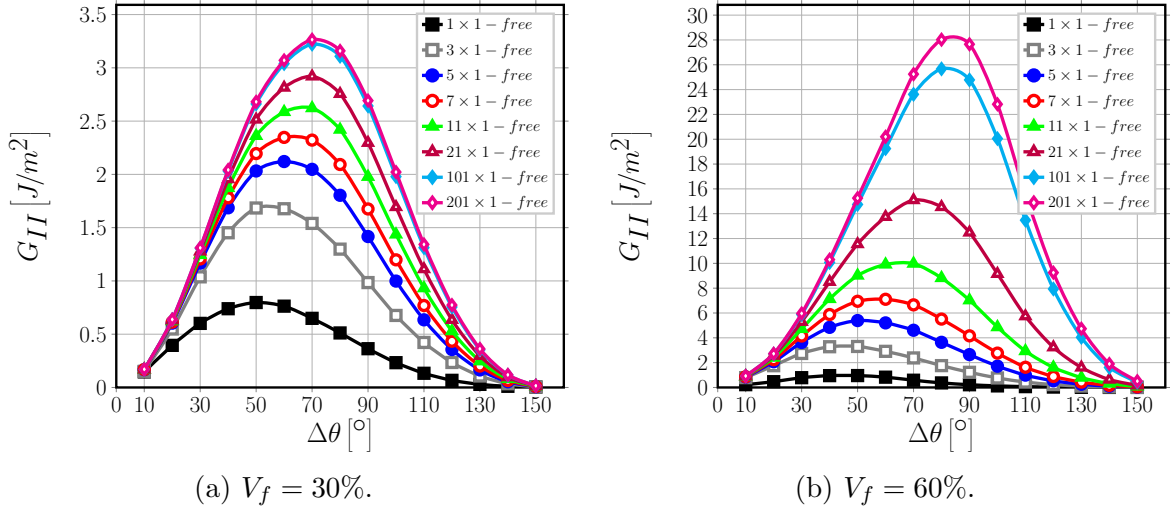 3.5
3
2.5
2
1.5
1
0.5
0
G_{II} [J/m^2]
0 10 30 50 70 90 110 130 150
Δθ [°]
1 × 1 − free
3 × 1 − free
5 × 1 − free
7 × 1 − free
11 × 1 − free
21 × 1 − free
101 × 1 − free
201 × 1 − free
(a) V_f = 30%.
30
28
26
24
22
20
18
16
14
12
10
8
6
4
2
0
G_{II} [J/m^2]
0 10 30 50 70 90 110 130 150
Δθ [°]
1 × 1 − free
3 × 1 − free
5 × 1 − free
7 × 1 − free
11 × 1 − free
21 × 1 − free
101 × 1 − free
201 × 1 − free
(b) V_f = 60%.